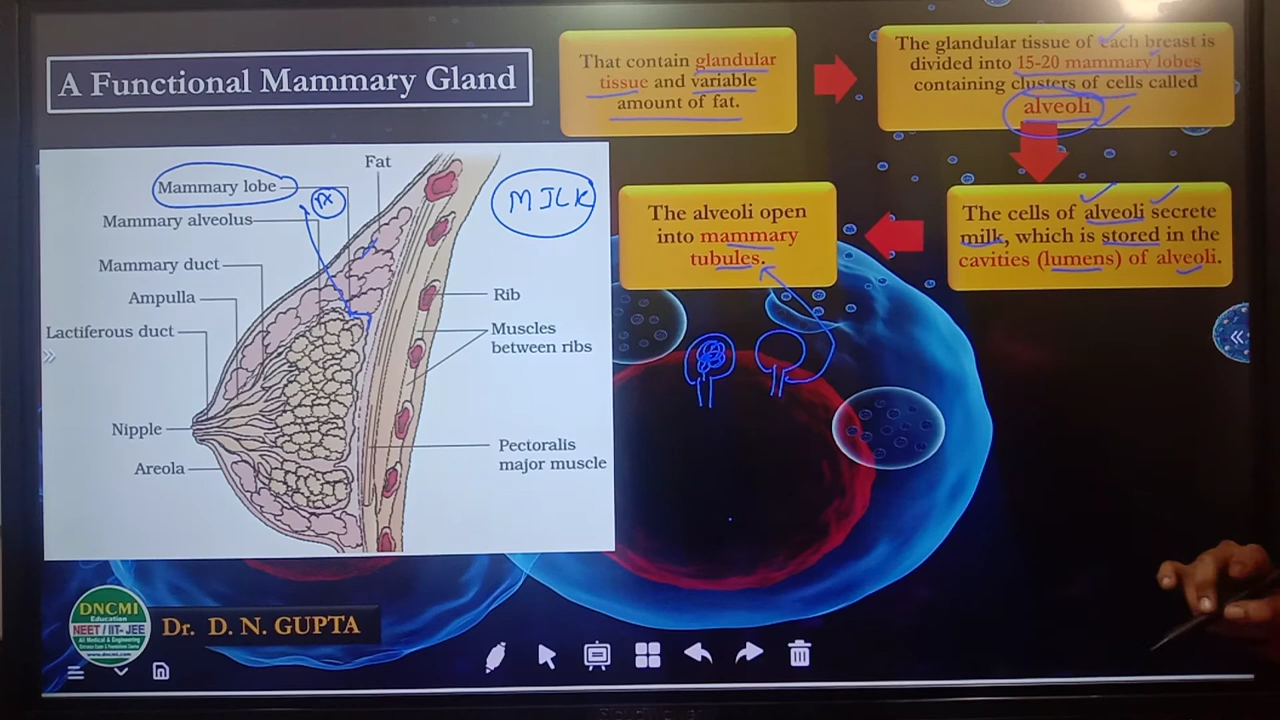 A Functional Mammary Gland
That contain glandular
tissue and variable
amount of fat.
The glandular tissue of each breast is
divided into 15-20 mammary lobes
containing clusters of cells called
alveoli
The cells of alveoli secrete
milk, which is stored in the
cavities (lumens) of alveoli.
The alveoli open
into mammary
tubules.
MILK
Fat
Mammary lobe
Mammary alveolus
Mammary duct
Ampulla
Lactiferous duct
Nipple
Areola
Rib
Muscles
between ribs
Pectoralis
major muscle
DNCMI
Education
NEET / IIT-JEE
www.dncmi.com
Dr. D. N. GUPTA